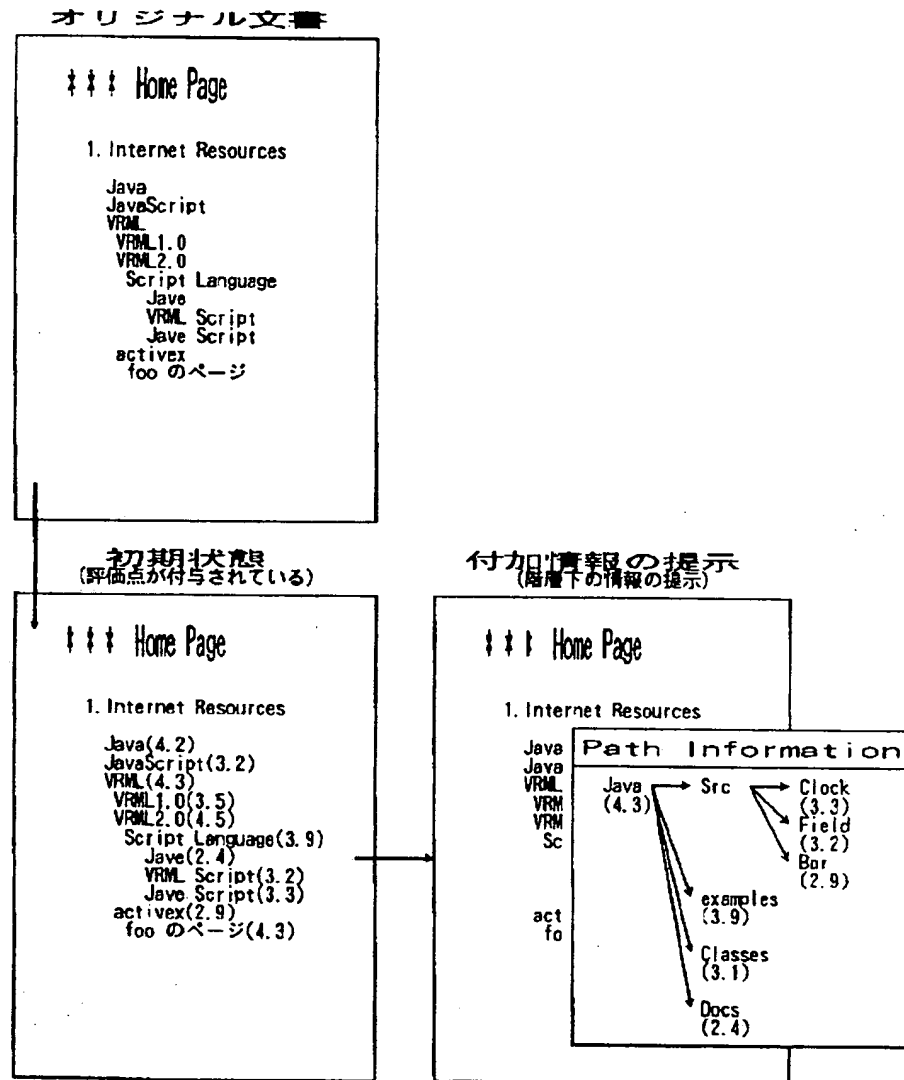 オリジナル文書
*** Home Page
1. Internet Resources
Java
JavaScript
VRML
VRML1.0
VRML2.0
Script Language
Jave
VRML Script
Jave Script
activex
foo のページ
初期状態
(評価点が付与されている)
*** Home Page
1. Internet Resources
Java(4.2)
JavaScript(3.2)
VRML(4.3)
VRML1.0(3.5)
VRML2.0(4.5)
Script Language(3.9)
Jave(2.4)
VRML Script(3.2)
Jave Script(3.3)
activex(2.9)
foo のページ(4.3)
付加情報の提示
(階層下の情報の提示)
*** Home Page
1. Internet Resources
Java
Java
VRML
VRM
VRM
Sc
act
fo
Path Information
Java Src Clock
(4.3) (3.3)
Field
(3.2)
Bar
(2.9)
examples
(3.9)
Classes
(3.1)
Docs
(2.4)